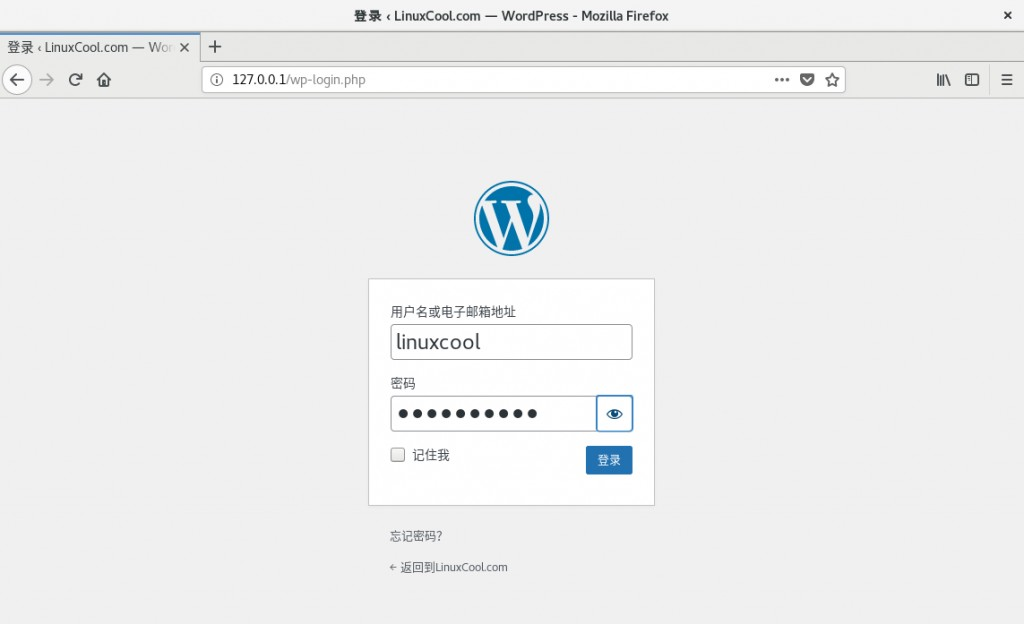 登录 ‹ LinuxCool.com — WordPress - Mozilla Firefox
登录 ‹ LinuxCool.com — Wor
127.0.0.1/wp-login.php
用户名或电子邮箱地址
linuxcool
密码
记住我
登录
忘记密码?
← 返回到LinuxCool.com